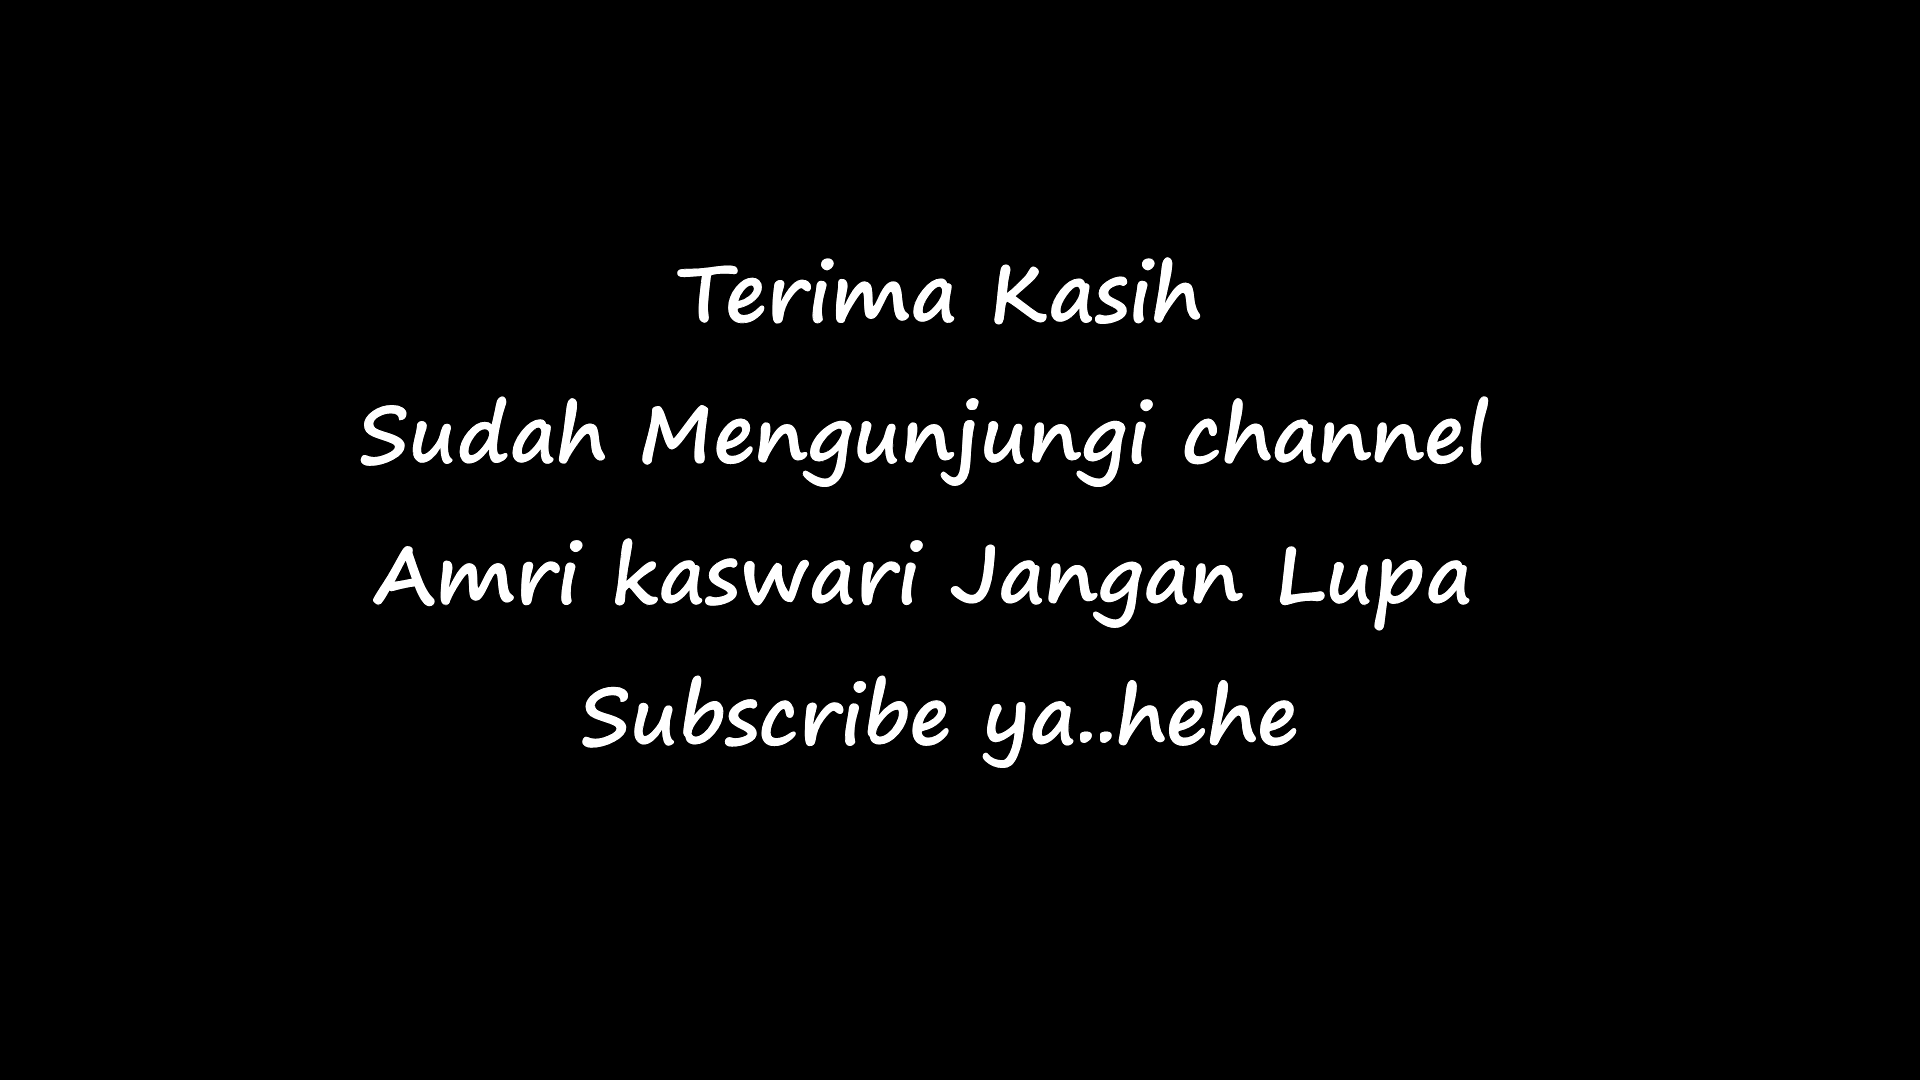 Terima Kasih
Sudah Mengunjungi channel
Amri kaswari Jangan Lupa
Subscribe ya..hehe